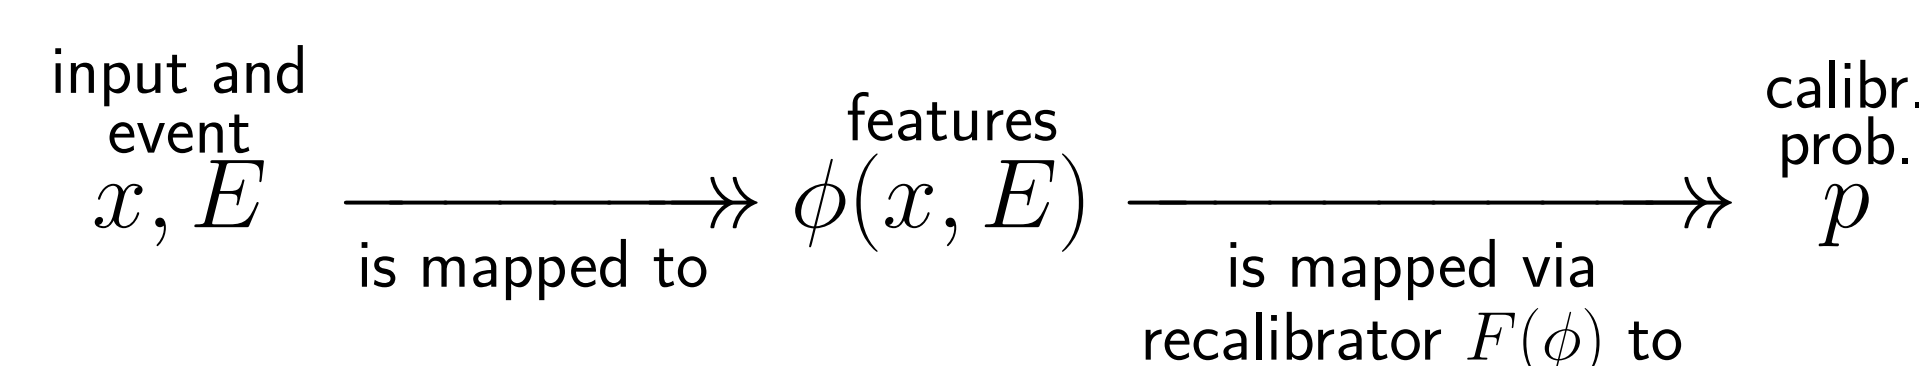 input and
event
x, E
is mapped to
features
ϕ(x, E)
is mapped via
recalibrator F(ϕ) to
calibr.
prob.
p